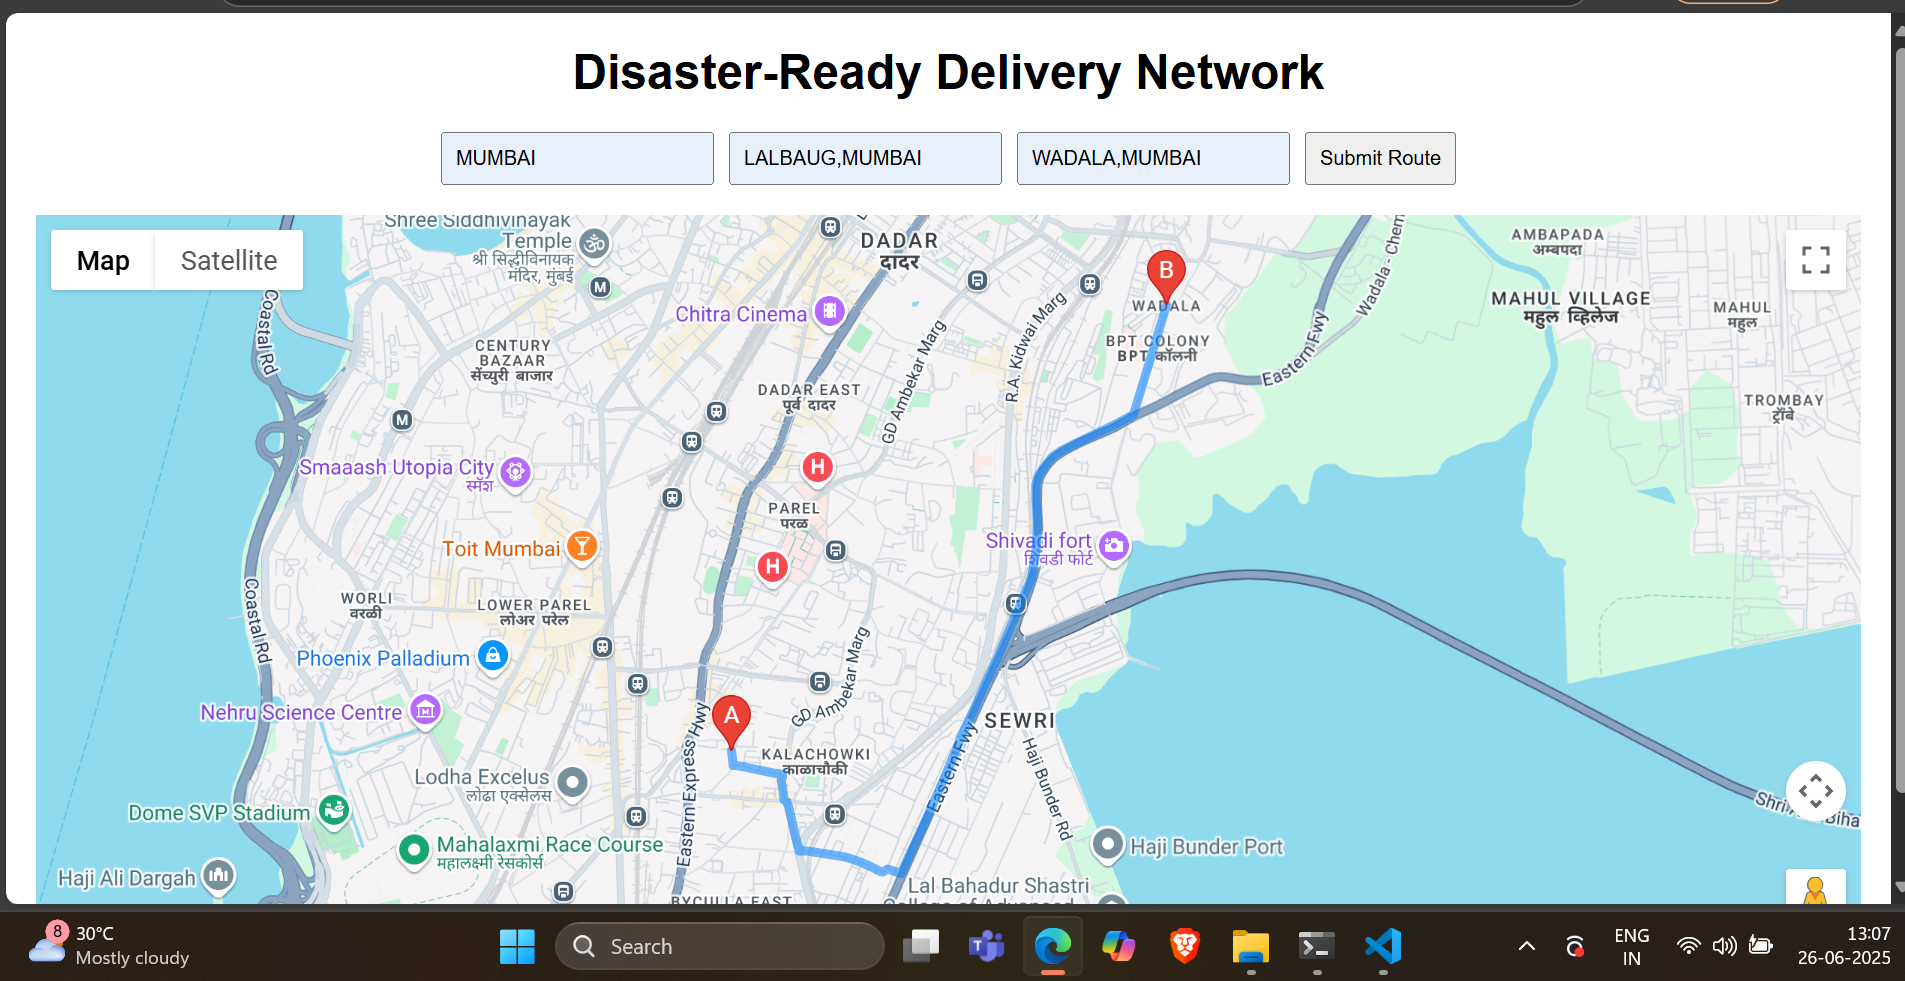 Disaster-Ready Delivery Network
MUMBAI
LALBAUG,MUMBAI
WADALA,MUMBAI
Submit Route
Map
Satellite
Shree Siddhivinayak
Temple
श्री सिद्धीविनायक
मंदिर, मुंबई
M
DADAR
दादर
Chitra Cinema
CENTURY
BAZAAR
सेंच्युरी बाजार
Coastal Rd
M
DADAR EAST
पूर्व दादर
GD Ambekar Marg
R.A. Kidwai Marg
B
WADALA
BPT COLONY
BPT कॉलनी
Eastern Fwy
Wadala - Chem
AMBAPADA
अम्बपदा
MAHUL VILLAGE
महुल व्हिलेज
MAHUL
महुल
TROMBAY
ट्रॉंबे
Smaaash Utopia City
स्मॅश
H
PAREL
परळ
Toit Mumbai
H
Shivadi fort
शिवडी फोर्ट
WORLI
वरळी
LOWER PAREL
लोअर परेल
Coastal Rd
Phoenix Palladium
Nehru Science Centre
A
GD Ambekar Marg
Eastern Express Hwy
KALACHOWKI
काळाचौकी
SEWRI
Eastern Fwy
Haji Bunder Rd
Lodha Excelus
लोढा एक्सेलस
Dome SVP Stadium
Mahalaxmi Race Course
महालक्ष्मी रेसकोर्स
Haji Ali Dargah
Haji Bunder Port
Lal Bahadur Shastri
College of Advanced
BYCULLA EAST
8
30°C
Mostly cloudy
Search
ENG
IN
13:07
26-06-2025